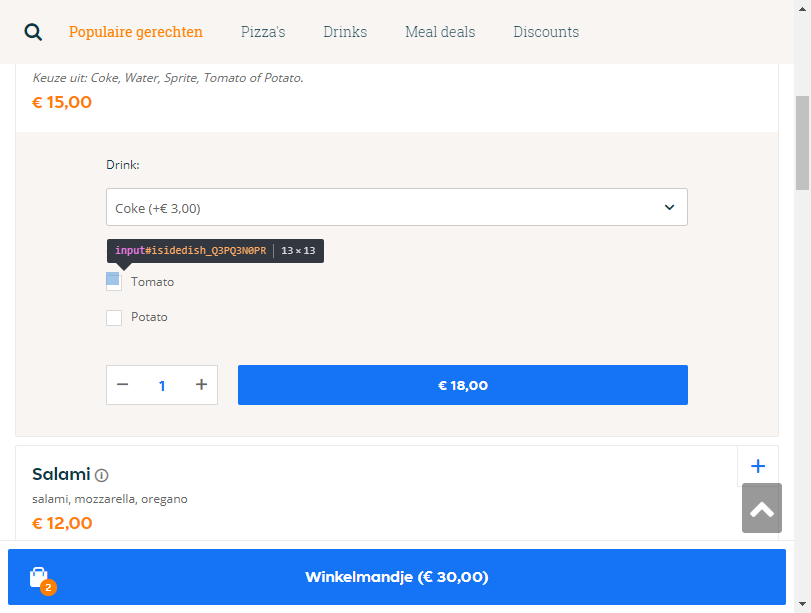 Populaire gerechten Pizza's Drinks Meal deals Discounts
Keuze uit: Coke, Water, Sprite, Tomato of Potato.
€ 15,00
Drink:
Coke (+€ 3,00)
input#isidedish_Q3PQ3N0PR 13 × 13
Tomato
Potato
− 1 + € 18,00
Salami
salami, mozzarella, oregano
€ 12,00
2 Winkelmandje (€ 30,00)